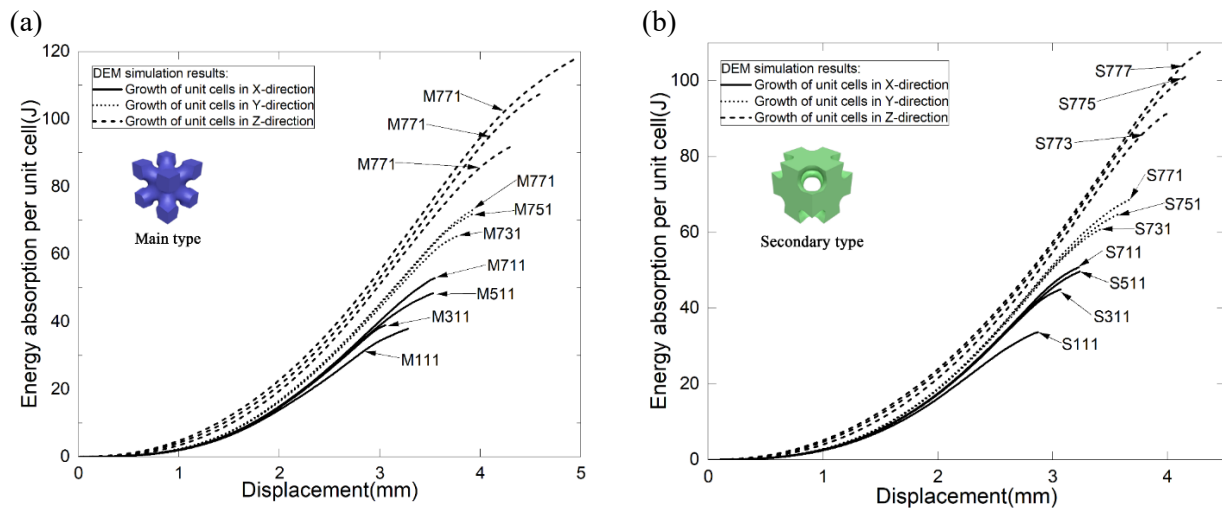 (a)
120
100
80
60
40
20
0
0 1 2 3 4 5
Energy absorption per unit cell(J)
Displacement(mm)
DEM simulation results:
Growth of unit cells in X-direction
Growth of unit cells in Y-direction
Growth of unit cells in Z-direction
Main type
M771
M771
M771
M771
M751
M731
M711
M511
M311
M111
(b)
100
80
60
40
20
0
0 1 2 3 4
Energy absorption per unit cell(J)
Displacement(mm)
DEM simulation results:
Growth of unit cells in X-direction
Growth of unit cells in Y-direction
Growth of unit cells in Z-direction
Secondary type
S777
S775
S773
S771
S751
S731
S711
S511
S311
S111